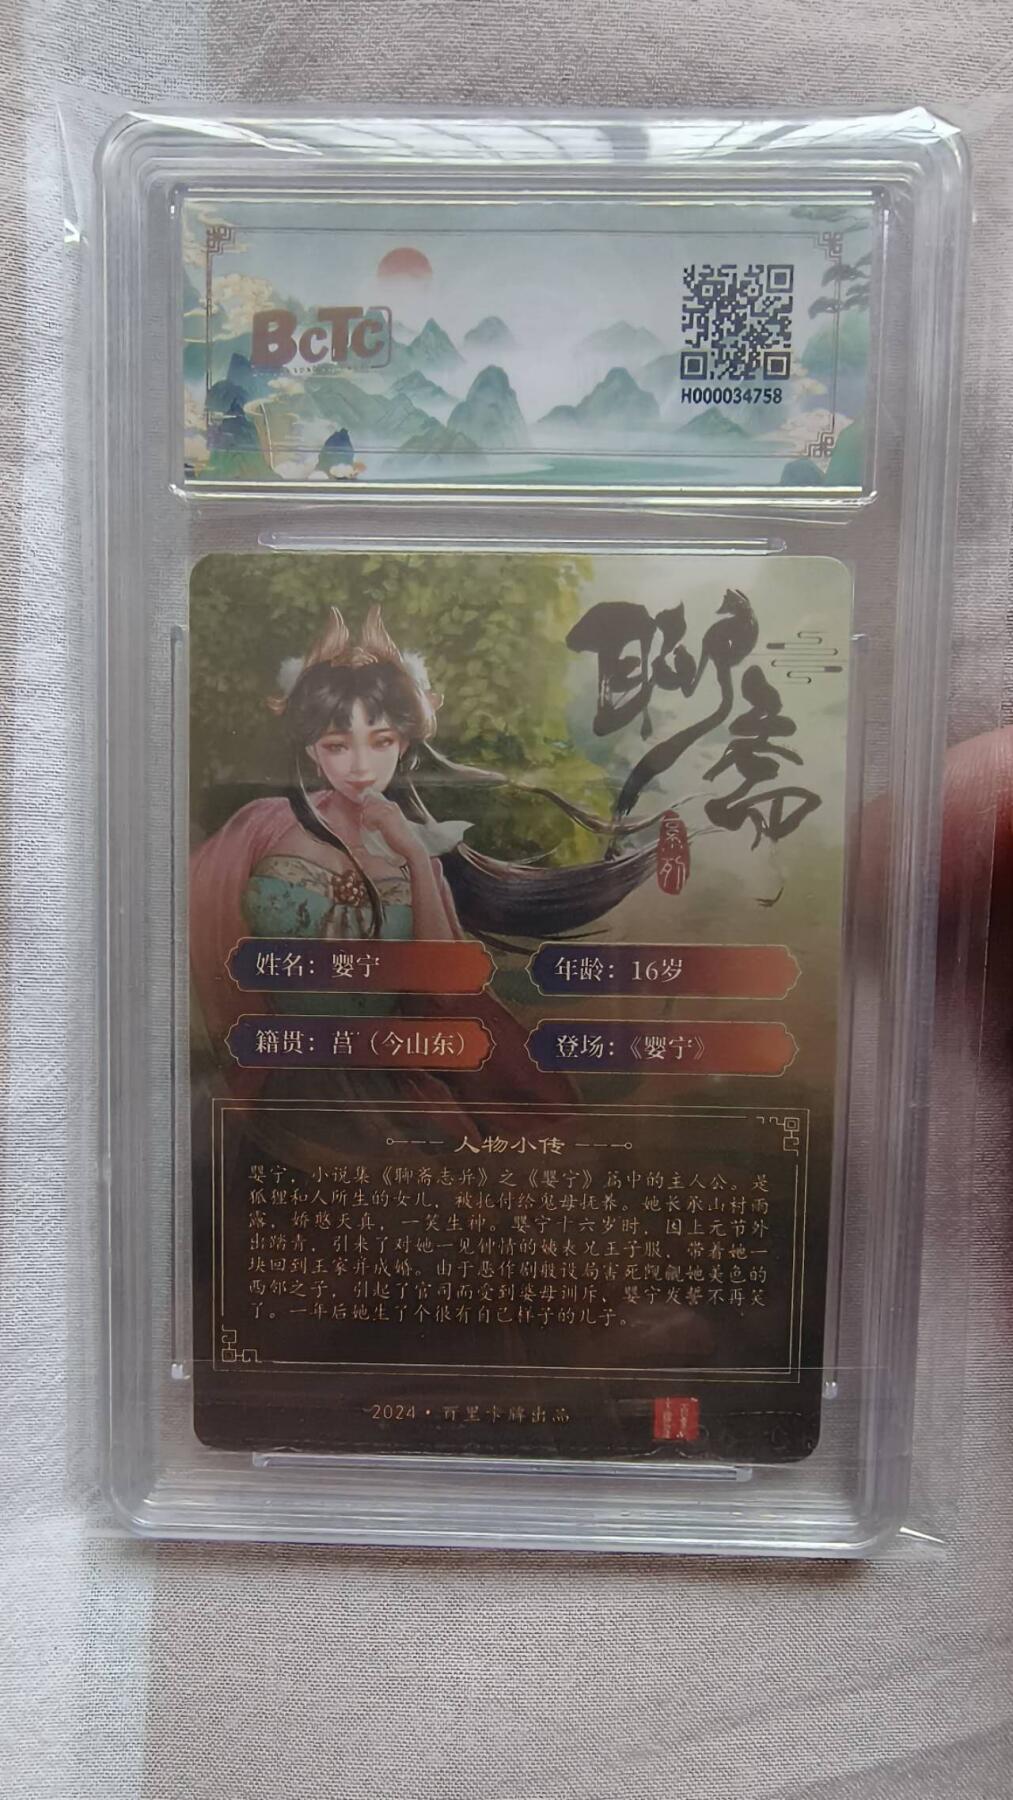 BCTC
H000034758
聊斋
系列
姓名：婴宁
年龄：16岁
籍贯：莒（今山东）
登场：《婴宁》
人物小传
婴宁，小说集《聊斋志异》之《婴宁》篇中的主人公。是
狐狸和人所生的女儿，被托付给鬼母抚养。她长于山村雨
露，娇憨天真，一笑生神。婴宁十六岁时，因上元节外
出踏青，引来了对她一见钟情的姨表兄王子服，带着她一
块回到王家并成婚。由于恶作剧般设局害死觊觎她美色的
西邻之子，引起了官司而受到婆母训斥，婴宁发誓不再笑
了。一年后她生了个很有自己样子的儿子。
2024·百里卡牌出品